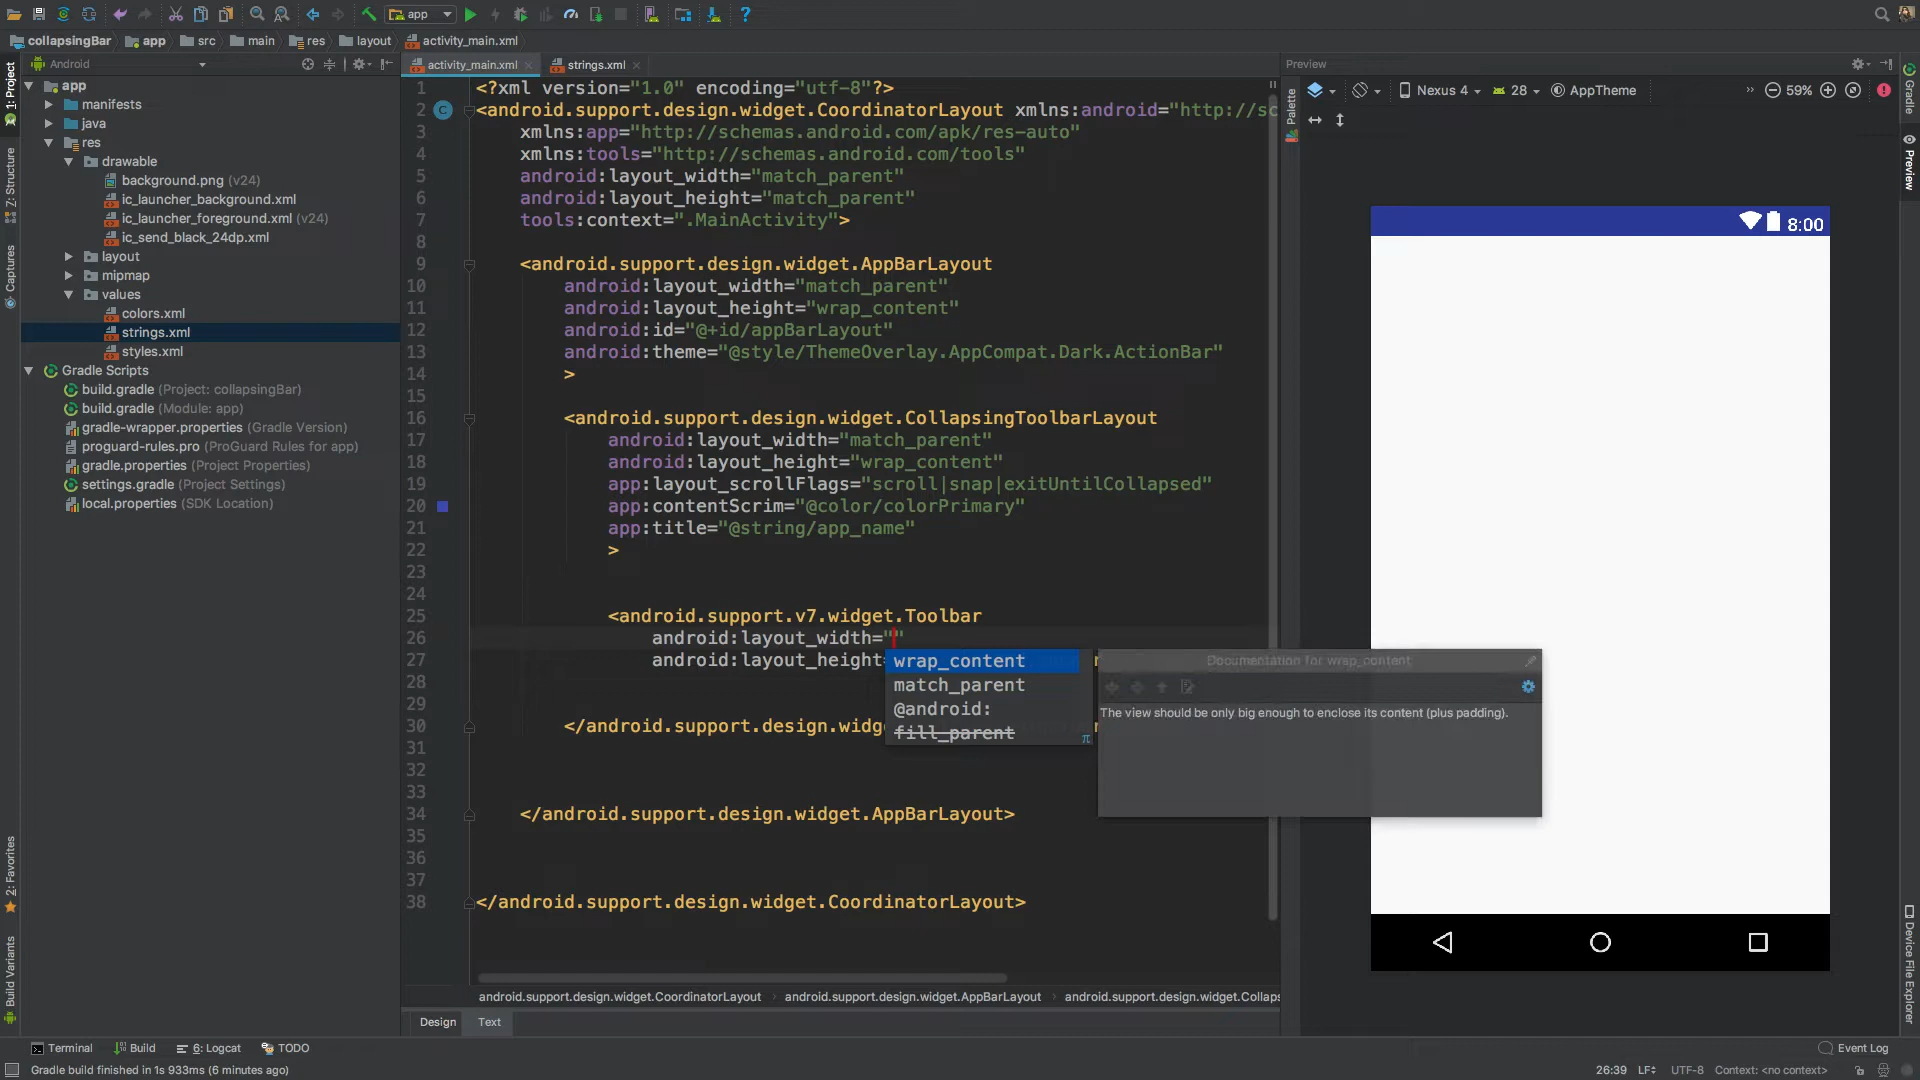 app
collapsingBar app src main res layout activity_main.xml
Android
activity_main.xml strings.xml
Preview
1: Project
Z: Structure
Captures
2: Favorites
Build Variants
app
manifests
java
res
drawable
background.png (v24)
ic_launcher_background.xml
ic_launcher_foreground.xml (v24)
ic_send_black_24dp.xml
layout
mipmap
values
colors.xml
strings.xml
styles.xml
Gradle Scripts
build.gradle (Project: collapsingBar)
build.gradle (Module: app)
gradle-wrapper.properties (Gradle Version)
proguard-rules.pro (ProGuard Rules for app)
gradle.properties (Project Properties)
settings.gradle (Project Settings)
local.properties (SDK Location)
1 <?xml version="1.0" encoding="utf-8"?>
2 <android.support.design.widget.CoordinatorLayout xmlns:android="http://sc
3 xmlns:app="http://schemas.android.com/apk/res-auto"
4 xmlns:tools="http://schemas.android.com/tools"
5 android:layout_width="match_parent"
6 android:layout_height="match_parent"
7 tools:context=".MainActivity">
8
9 <android.support.design.widget.AppBarLayout
10 android:layout_width="match_parent"
11 android:layout_height="wrap_content"
12 android:id="@+id/appBarLayout"
13 android:theme="@style/ThemeOverlay.AppCompat.Dark.ActionBar"
14 >
15
16 <android.support.design.widget.CollapsingToolbarLayout
17 android:layout_width="match_parent"
18 android:layout_height="wrap_content"
19 app:layout_scrollFlags="scroll|snap|exitUntilCollapsed"
20 app:contentScrim="@color/colorPrimary"
21 app:title="@string/app_name"
22 >
23
24
25 <android.support.v7.widget.Toolbar
26 android:layout_width=""
27 android:layout_height=
28
29
30 </android.support.design.widg
31
32
33
34 </android.support.design.widget.AppBarLayout>
35
36
37
38 </android.support.design.widget.CoordinatorLayout>
wrap_content
match_parent
@android:
fill_parent
π
Documentation for wrap_content
The view should be only big enough to enclose its content (plus padding).
android.support.design.widget.CoordinatorLayout android.support.design.widget.AppBarLayout android.support.design.widget.Collaps
Design Text
Palette
Nexus 4 28 AppTheme 59%
8:00
Gradle
Preview
Device File Explorer
Terminal Build 6: Logcat TODO Event Log
Gradle build finished in 1s 933ms (6 minutes ago) 26:39 LF÷ UTF-8 Context: <no context>